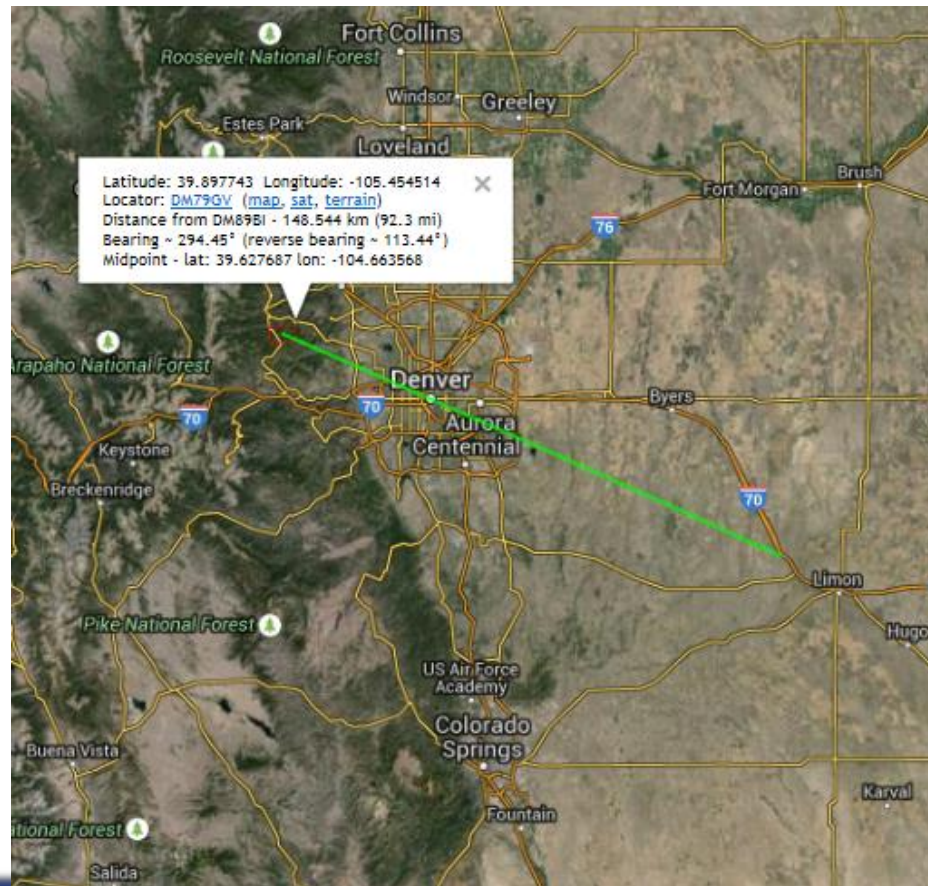 Fort Collins
Roosevelt National Forest
Windsor
Greeley
Estes Park
Loveland
Latitude: 39.897743 Longitude: -105.454514
Locator: DM79GV (map, sat, terrain)
Distance from DM89BI - 148.544 km (92.3 mi)
Bearing ~ 294.45° (reverse bearing ~ 113.44°)
Midpoint - lat: 39.627687 lon: -104.663568
Brush
Fort Morgan
76
Arapaho National Forest
Denver
70
70
Byers
Aurora
Centennial
Keystone
Breckenridge
70
Limon
Pike National Forest
Hugo
US Air Force
Academy
Colorado
Springs
Buena Vista
Karval
Fountain
National Forest
Salida